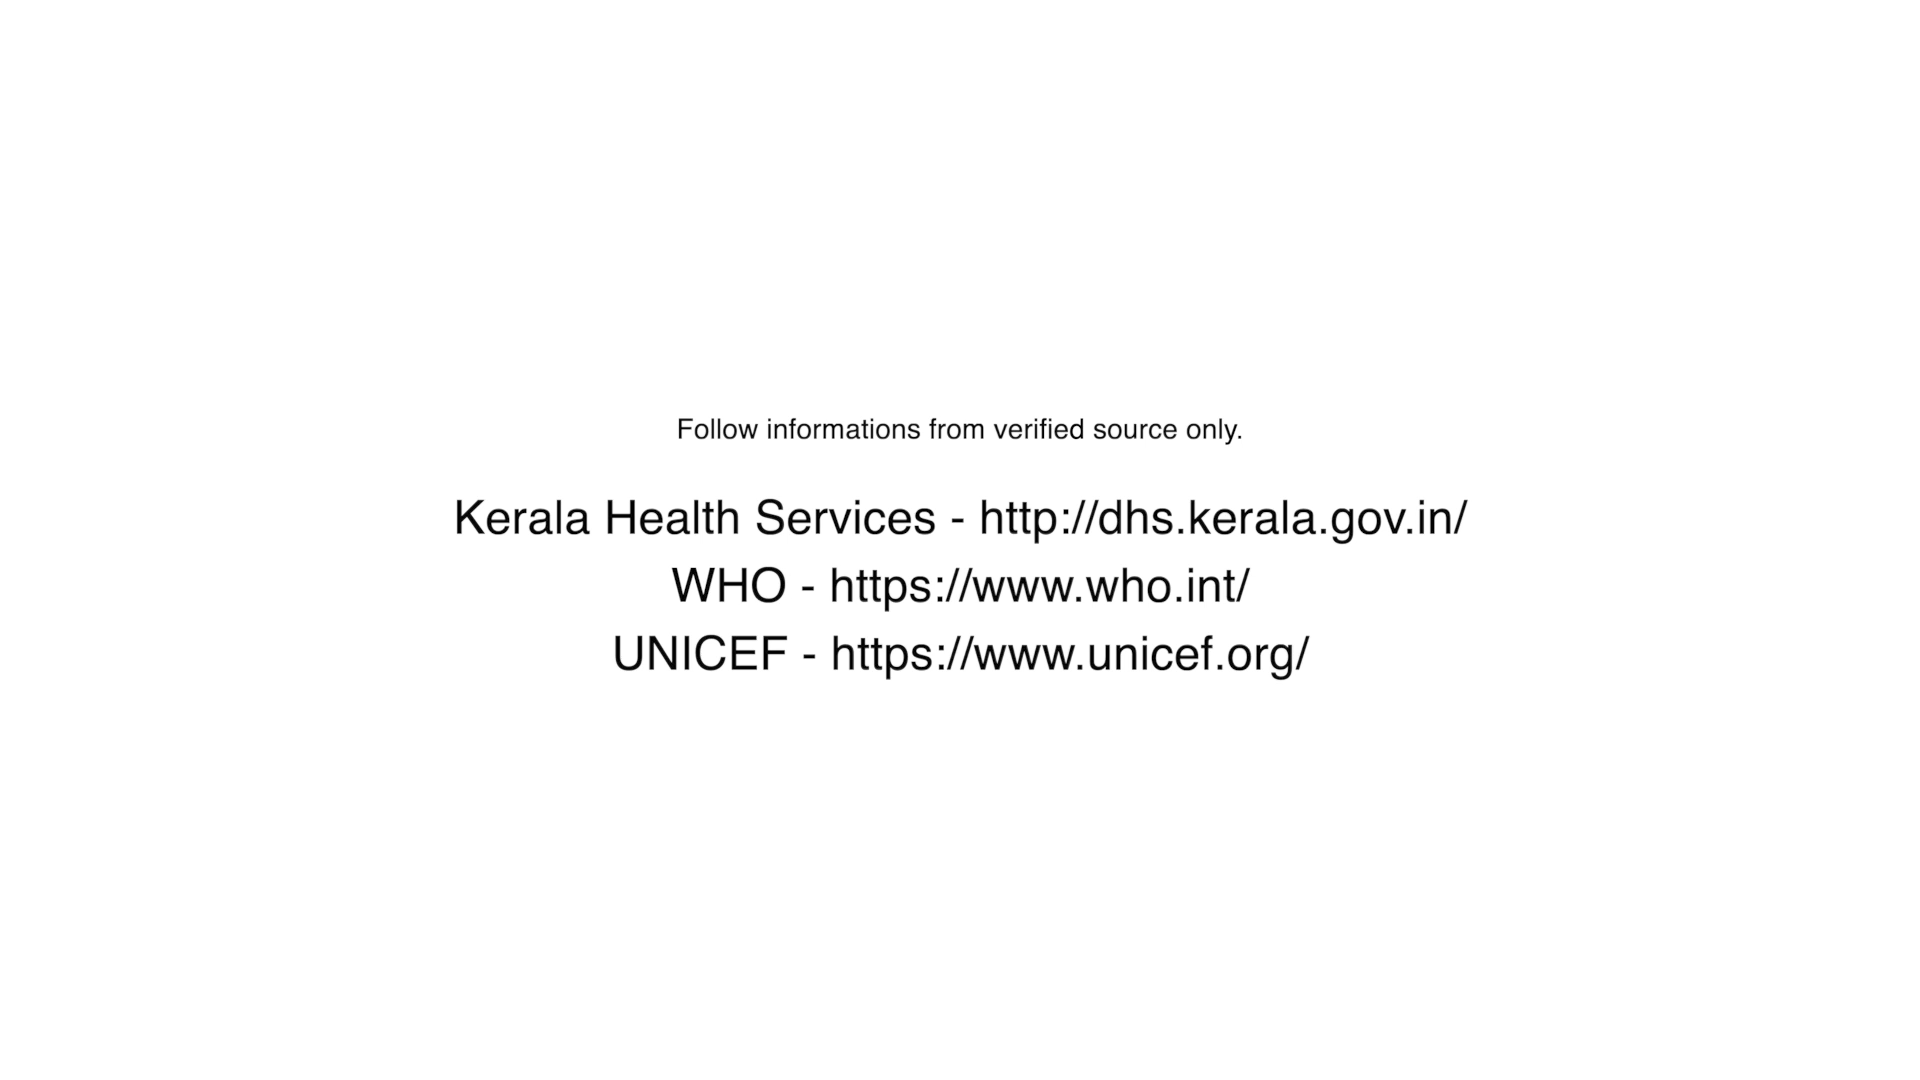 Follow informations from verified source only.
Kerala Health Services - http://dhs.kerala.gov.in/
WHO - https://www.who.int/
UNICEF - https://www.unicef.org/